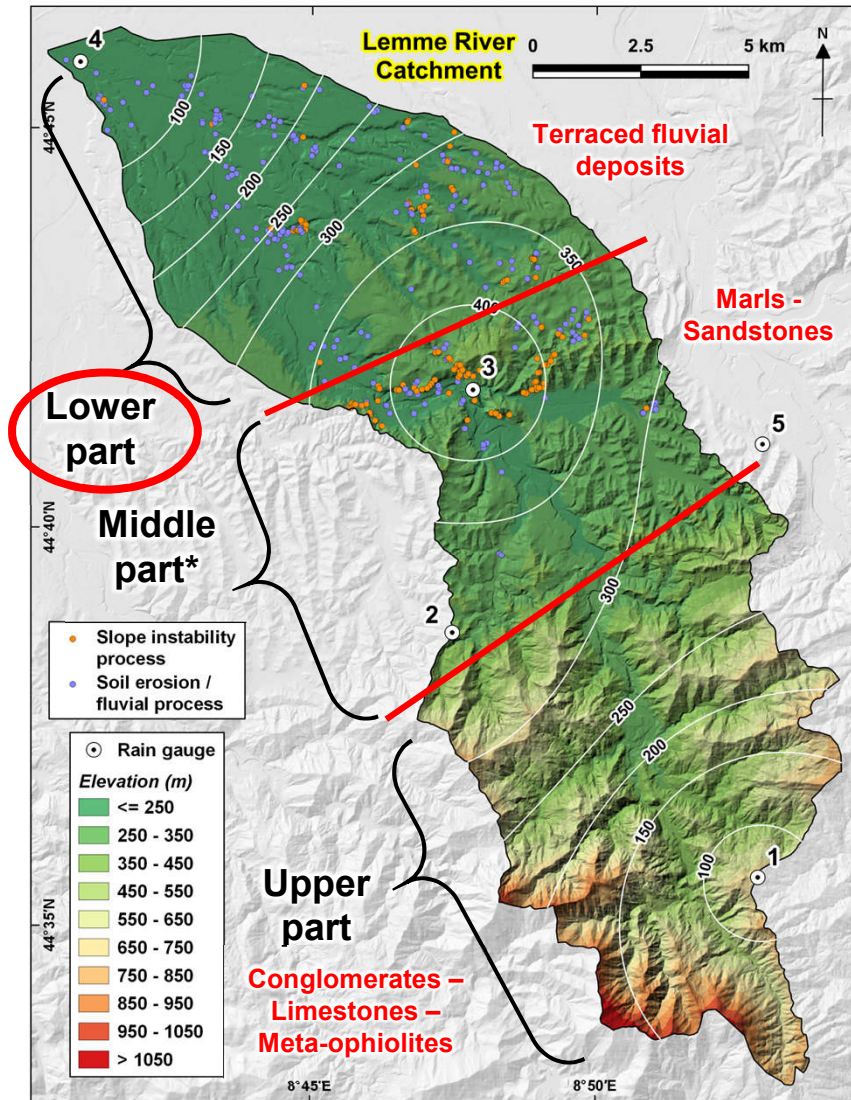 4
Lemme River
Catchment
0
2.5
5 km
N
44°45'N
100
150
200
250
300
Terraced fluvial
deposits
350
400
Marls -
Sandstones
3
Lower
part
5
44°40'N
Middle
part*
2
300
Slope instability
process
Soil erosion /
fluvial process
250
200
150
100
1
Rain gauge
Elevation (m)
<= 250
250 - 350
350 - 450
450 - 550
550 - 650
650 - 750
750 - 850
850 - 950
950 - 1050
> 1050
Upper
part
44°35'N
Conglomerates –
Limestones –
Meta-ophiolites
8°45'E
8°50'E